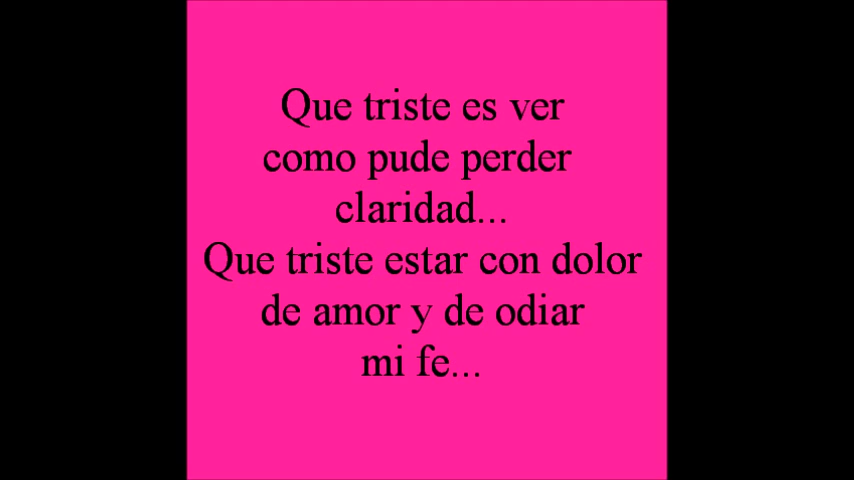 Que triste es ver
como pude perder
claridad...
Que triste estar con dolor
de amor y de odiar
mi fe...